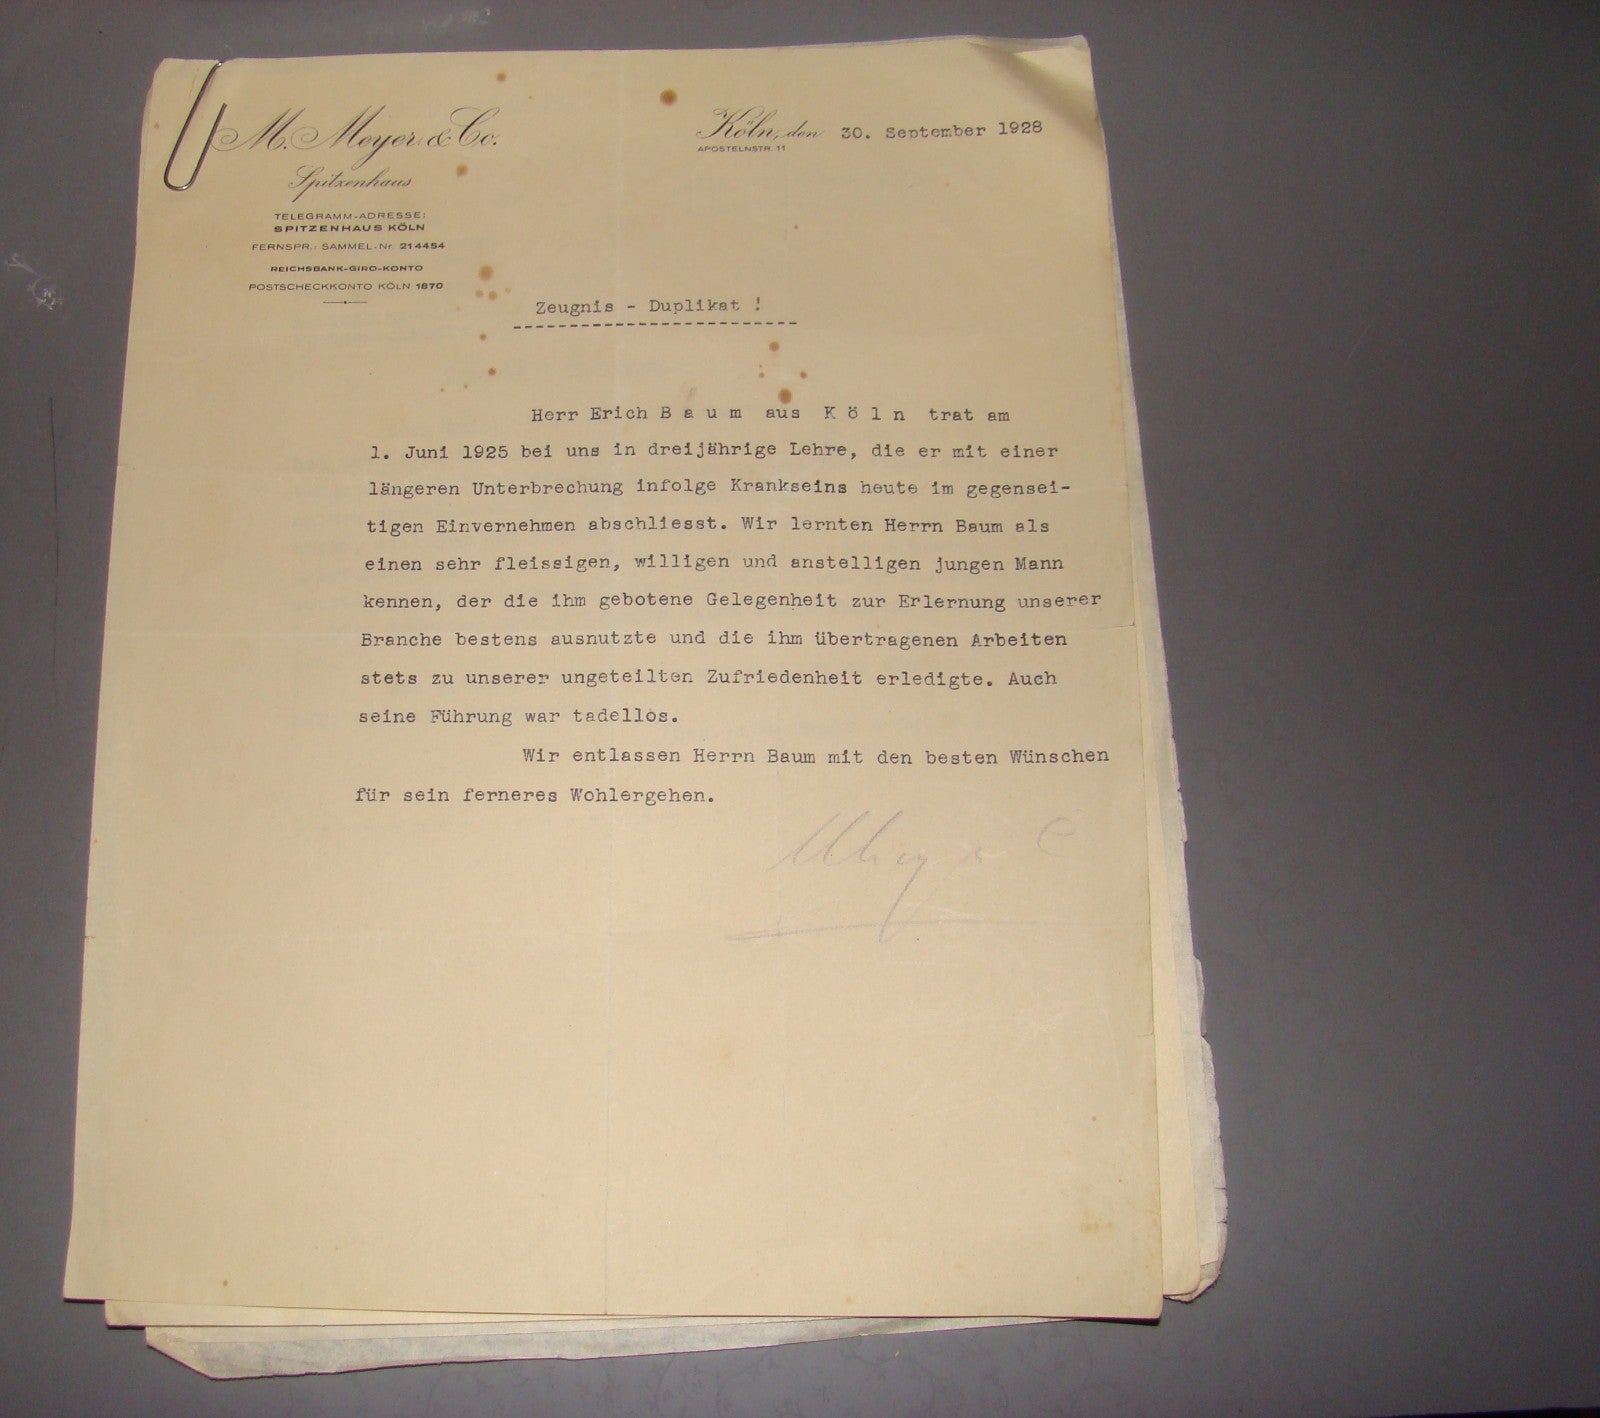 M. Meyer & Co.
Spitzenhaus
TELEGRAMM-ADRESSE:
SPITZENHAUS KÖLN
FERNSPR.: SAMMEL-Nr. 214454
REICHSBANK-GIRO-KONTO
POSTSCHECKKONTO KÖLN 1870
Köln, den 30. September 1928
APOSTELNSTR. 11
Zeugnis - Duplikat !
Herr Erich B a u m aus K ö l n trat am
1. Juni 1925 bei uns in dreijährige Lehre, die er mit einer
längeren Unterbrechung infolge Krankseins heute im gegensei-
tigen Einvernehmen abschliesst. Wir lernten Herrn Baum als
einen sehr fleissigen, willigen und anstelligen jungen Mann
kennen, der die ihm gebotene Gelegenheit zur Erlernung unserer
Branche bestens ausnutzte und die ihm übertragenen Arbeiten
stets zu unserer ungeteilten Zufriedenheit erledigte. Auch
seine Führung war tadellos.
Wir entlassen Herrn Baum mit den besten Wünschen
für sein ferneres Wohlergehen.